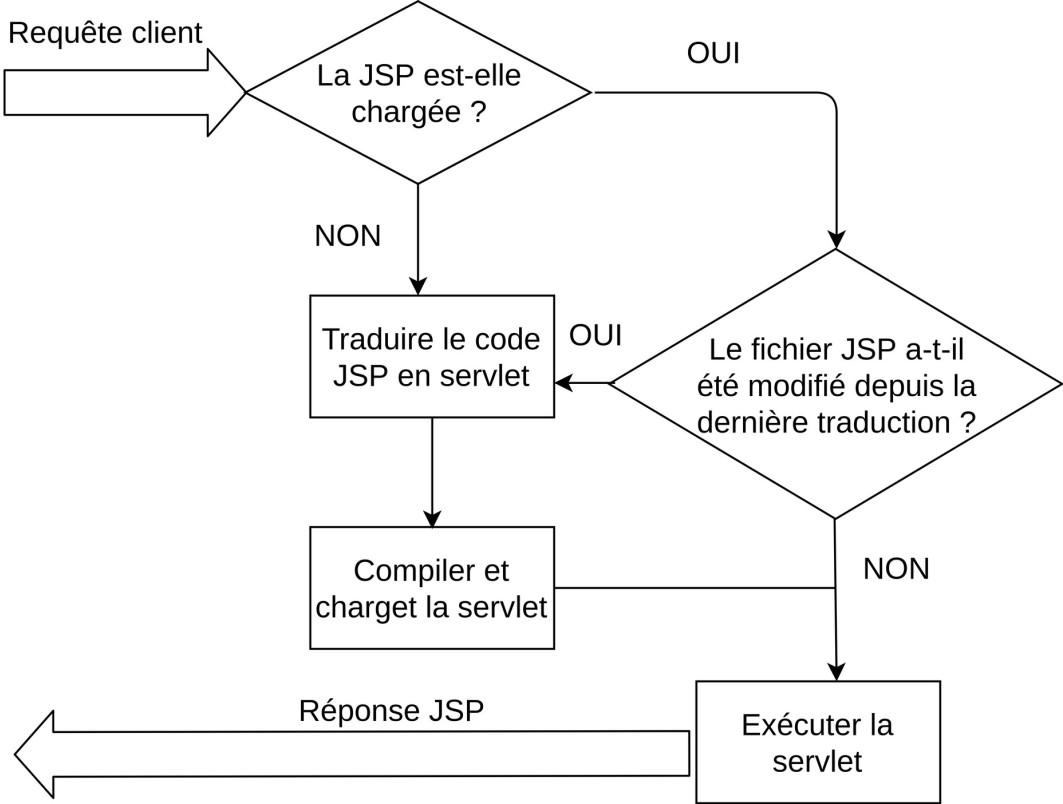 Requête client
La JSP est-elle
chargée ?
OUI
NON
Traduire le code
JSP en servlet
OUI
Le fichier JSP a-t-il
été modifié depuis la
dernière traduction ?
Compiler et
charget la servlet
NON
Réponse JSP
Exécuter la
servlet